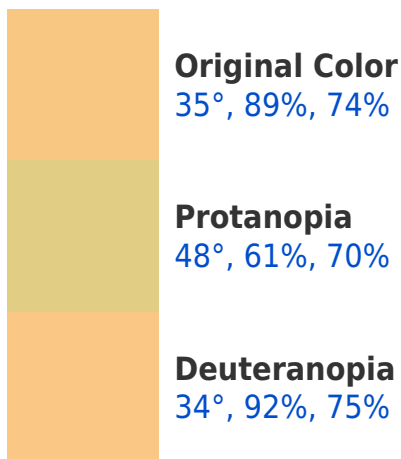 Original Color
35°, 89%, 74%
Protanopia
48°, 61%, 70%
Deuteranopia
34°, 92%, 75%